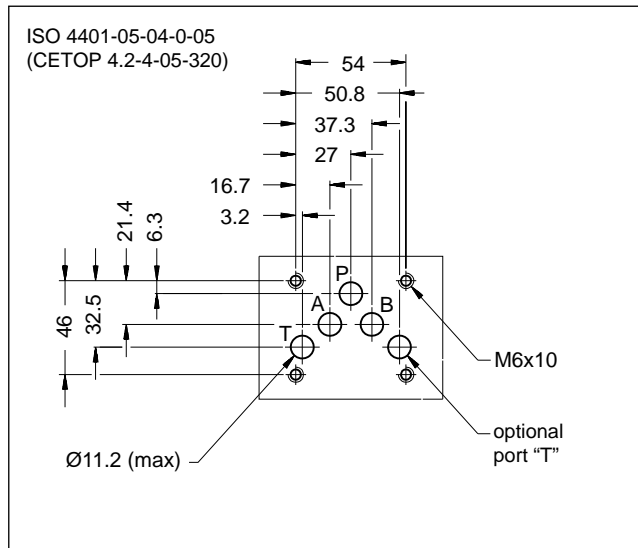 ISO 4401-05-04-0-05
(CETOP 4.2-4-05-320)
54
50.8
37.3
27
16.7
3.2
21.4
6.3
46
32.5
P
A
B
T
M6x10
Ø11.2 (max)
optional
port “T”